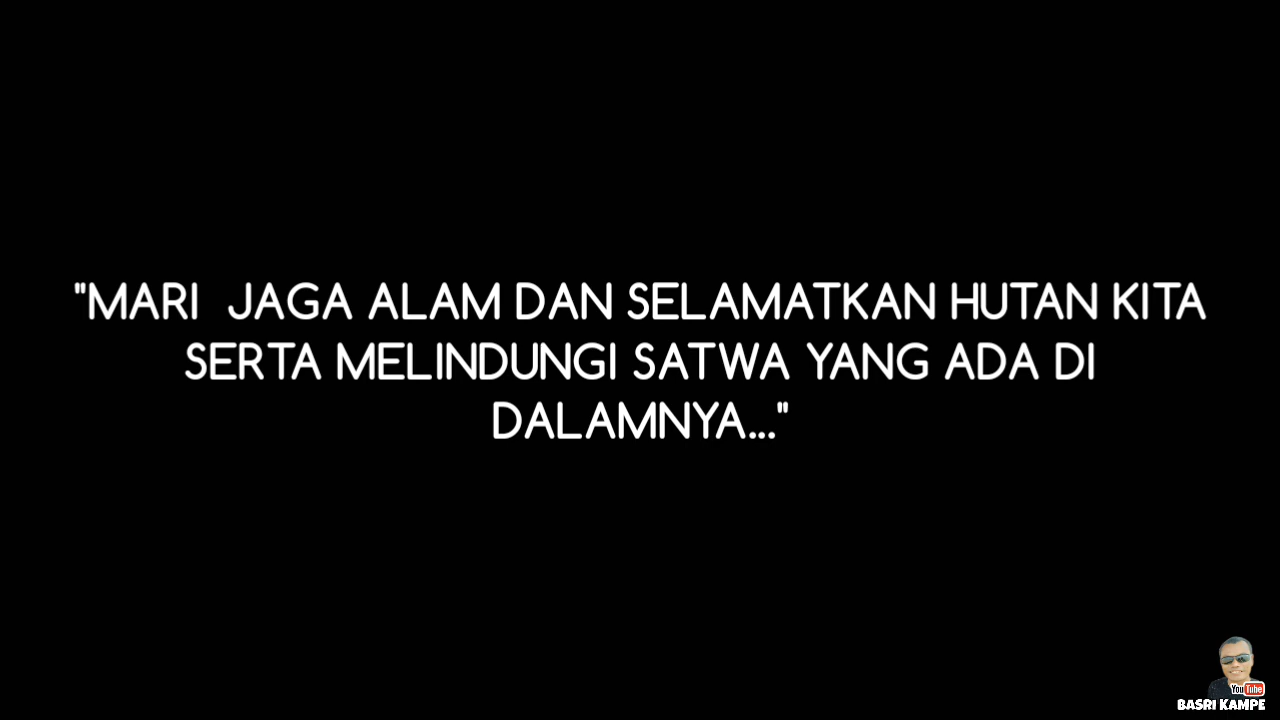 "MARI  JAGA ALAM DAN SELAMATKAN HUTAN KITA
SERTA MELINDUNGI SATWA YANG ADA DI
DALAMNYA..."
YouTube
BASRI KAMPE